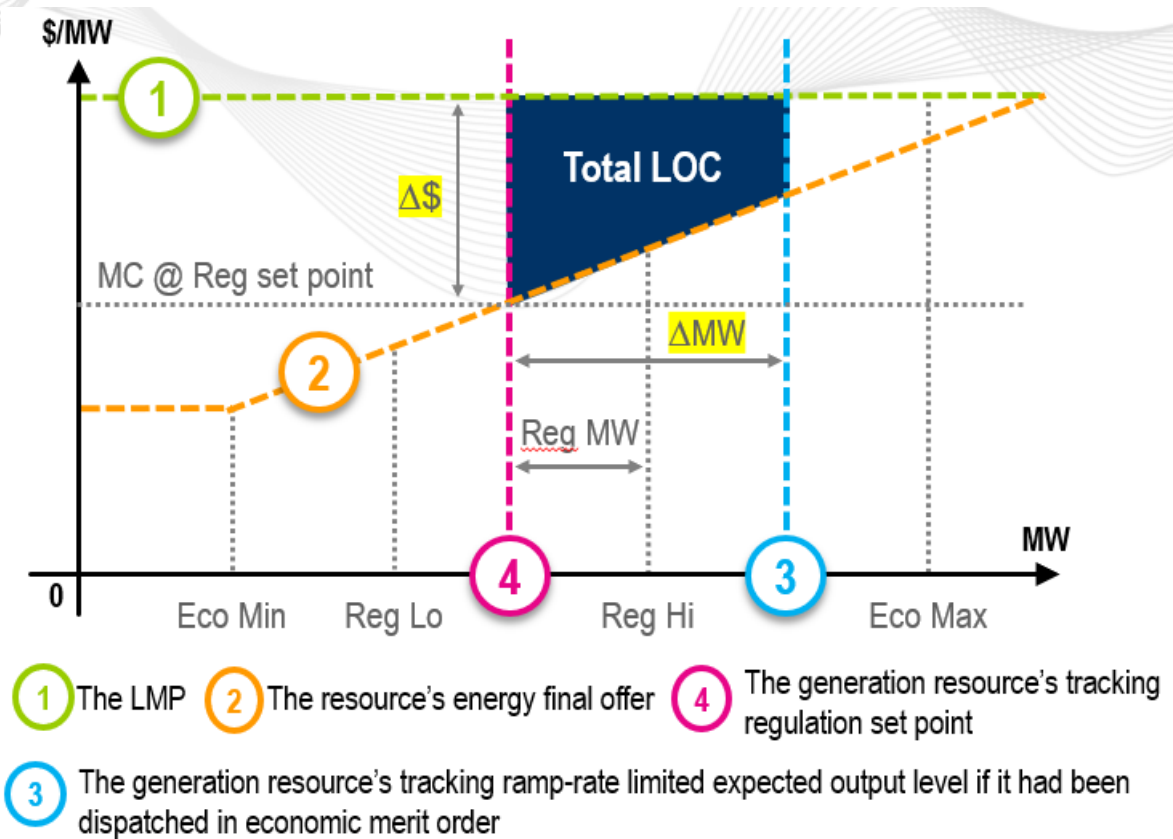 $/MW
1
Total LOC
Δ$
MC @ Reg set point
ΔMW
2
Reg MW
MW
4
3
0
Eco Min
Reg Lo
Reg Hi
Eco Max
1 The LMP
2 The resource's energy final offer
4 The generation resource's tracking
regulation set point
3 The generation resource's tracking ramp-rate limited expected output level if it had been
dispatched in economic merit order